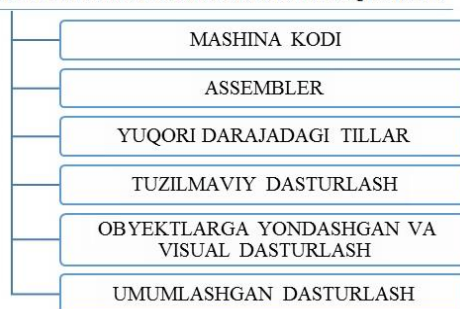 MASHINA KODI
ASSEMBLER
YUQORI DARAJADAGI TILLAR
TUZILMAVIY DASTURLASH
OBYEKTLARGA YONDASHGAN VA
VISUAL DASTURLASH
UMUMLASHGAN DASTURLASH